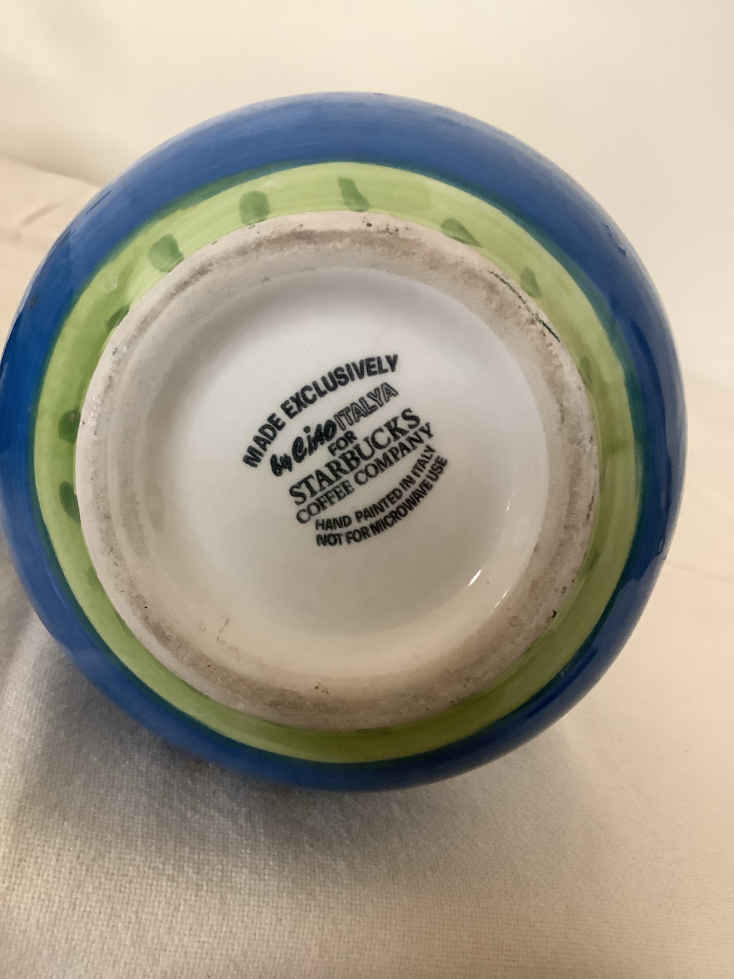 MADE EXCLUSIVELY
by Ciao ITALYA
FOR
STARBUCKS
COFFEE COMPANY
HAND PAINTED IN ITALY
NOT FOR MICROWAVE USE